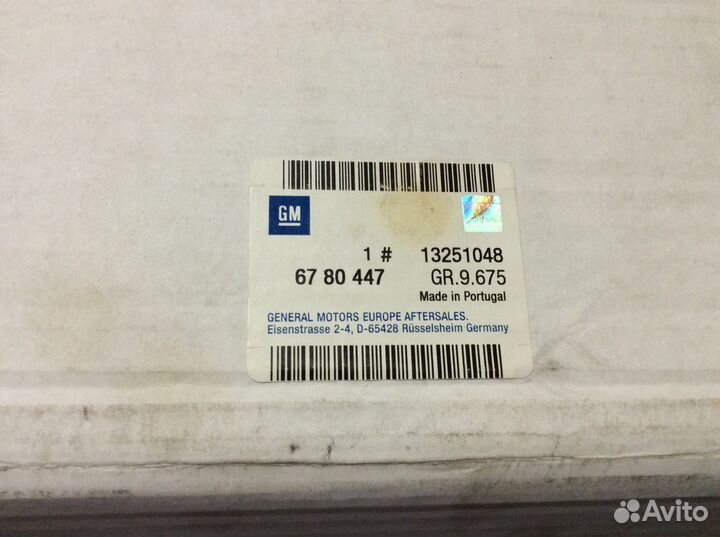 GM
1 # 13251048
67 80 447 GR.9.675
Made in Portugal
GENERAL MOTORS EUROPE AFTERSALES.
Eisenstrasse 2-4, D-65428 Rüsselsheim Germany
Avito